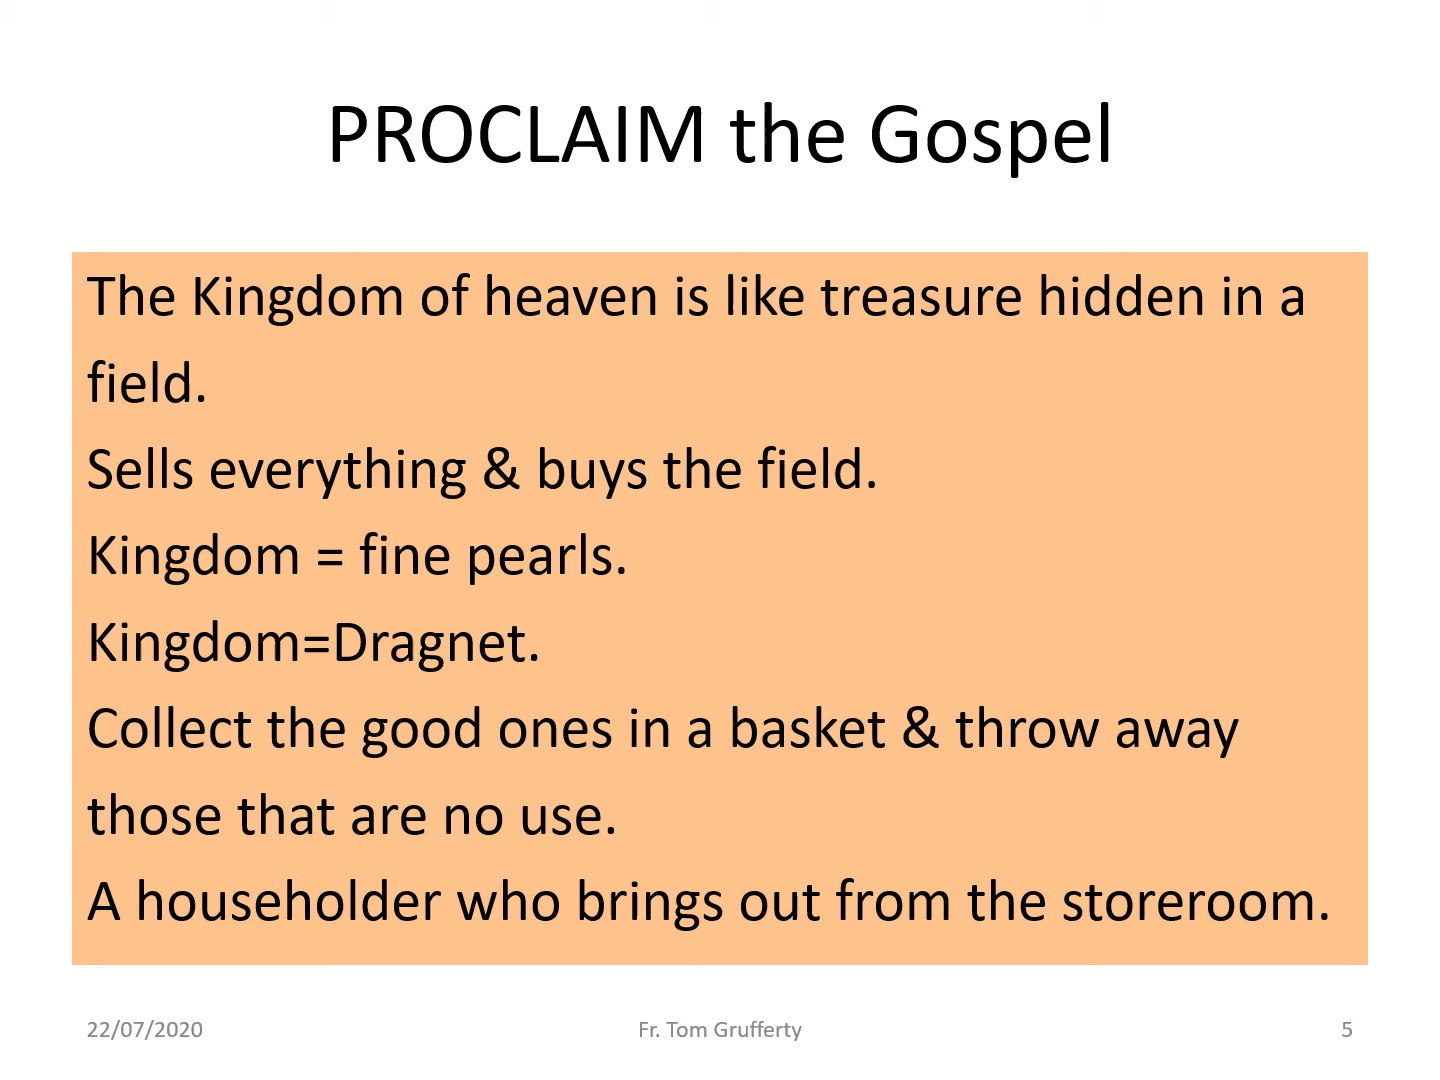 PROCLAIM the Gospel
The Kingdom of heaven is like treasure hidden in a
field.
Sells everything & buys the field.
Kingdom = fine pearls.
Kingdom=Dragnet.
Collect the good ones in a basket & throw away
those that are no use.
A householder who brings out from the storeroom.
22/07/2020
Fr. Tom Grufferty
5